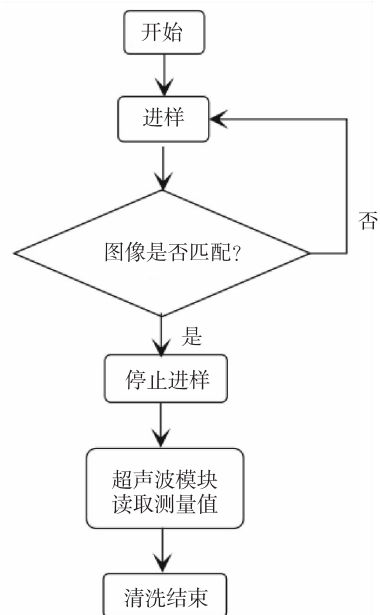 开始
进样
图像是否匹配?
否
是
停止进样
超声波模块
读取测量值
清洗结束